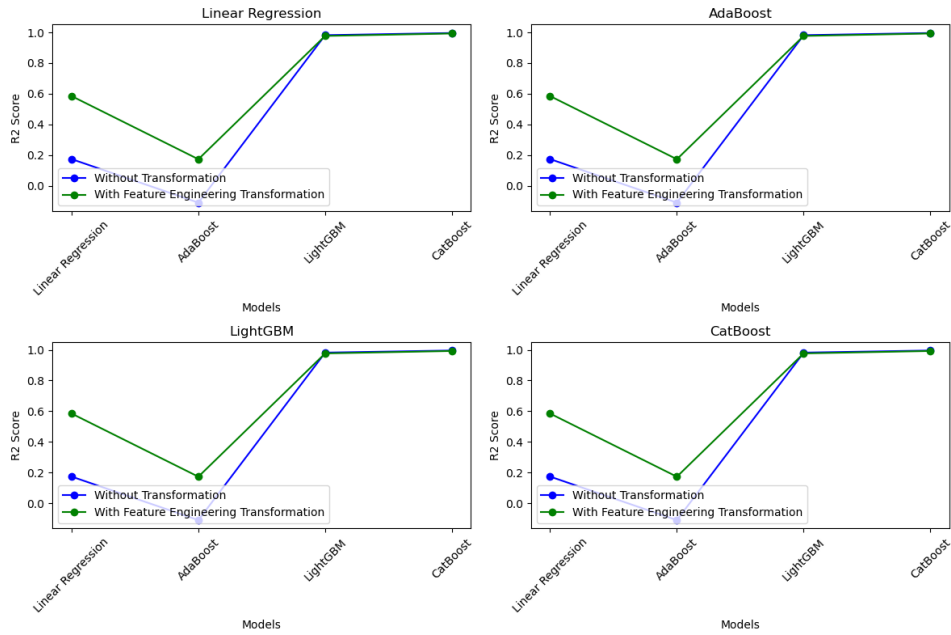 Linear Regression
R2 Score
1.0
0.8
0.6
0.4
0.2
0.0
Without Transformation
With Feature Engineering Transformation
Linear Regression
AdaBoost
LightGBM
CatBoost
Models
AdaBoost
R2 Score
1.0
0.8
0.6
0.4
0.2
0.0
Without Transformation
With Feature Engineering Transformation
Linear Regression
AdaBoost
LightGBM
CatBoost
Models
LightGBM
R2 Score
1.0
0.8
0.6
0.4
0.2
0.0
Without Transformation
With Feature Engineering Transformation
Linear Regression
AdaBoost
LightGBM
CatBoost
Models
CatBoost
R2 Score
1.0
0.8
0.6
0.4
0.2
0.0
Without Transformation
With Feature Engineering Transformation
Linear Regression
AdaBoost
LightGBM
CatBoost
Models